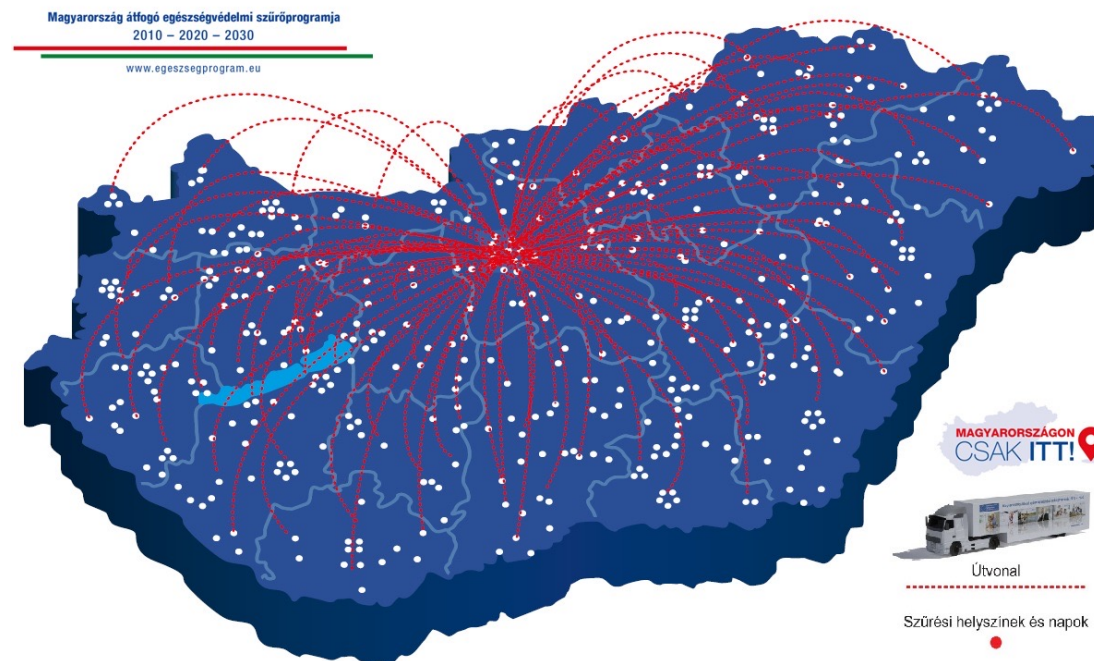 Magyarország átfogó egészségvédelmi szűrőprogramja
2010 – 2020 – 2030
www.egeszsegprogram.eu
MAGYARORSZÁGON
CSAK ITT!
Útvonal
Szűrési helyszínek és napok